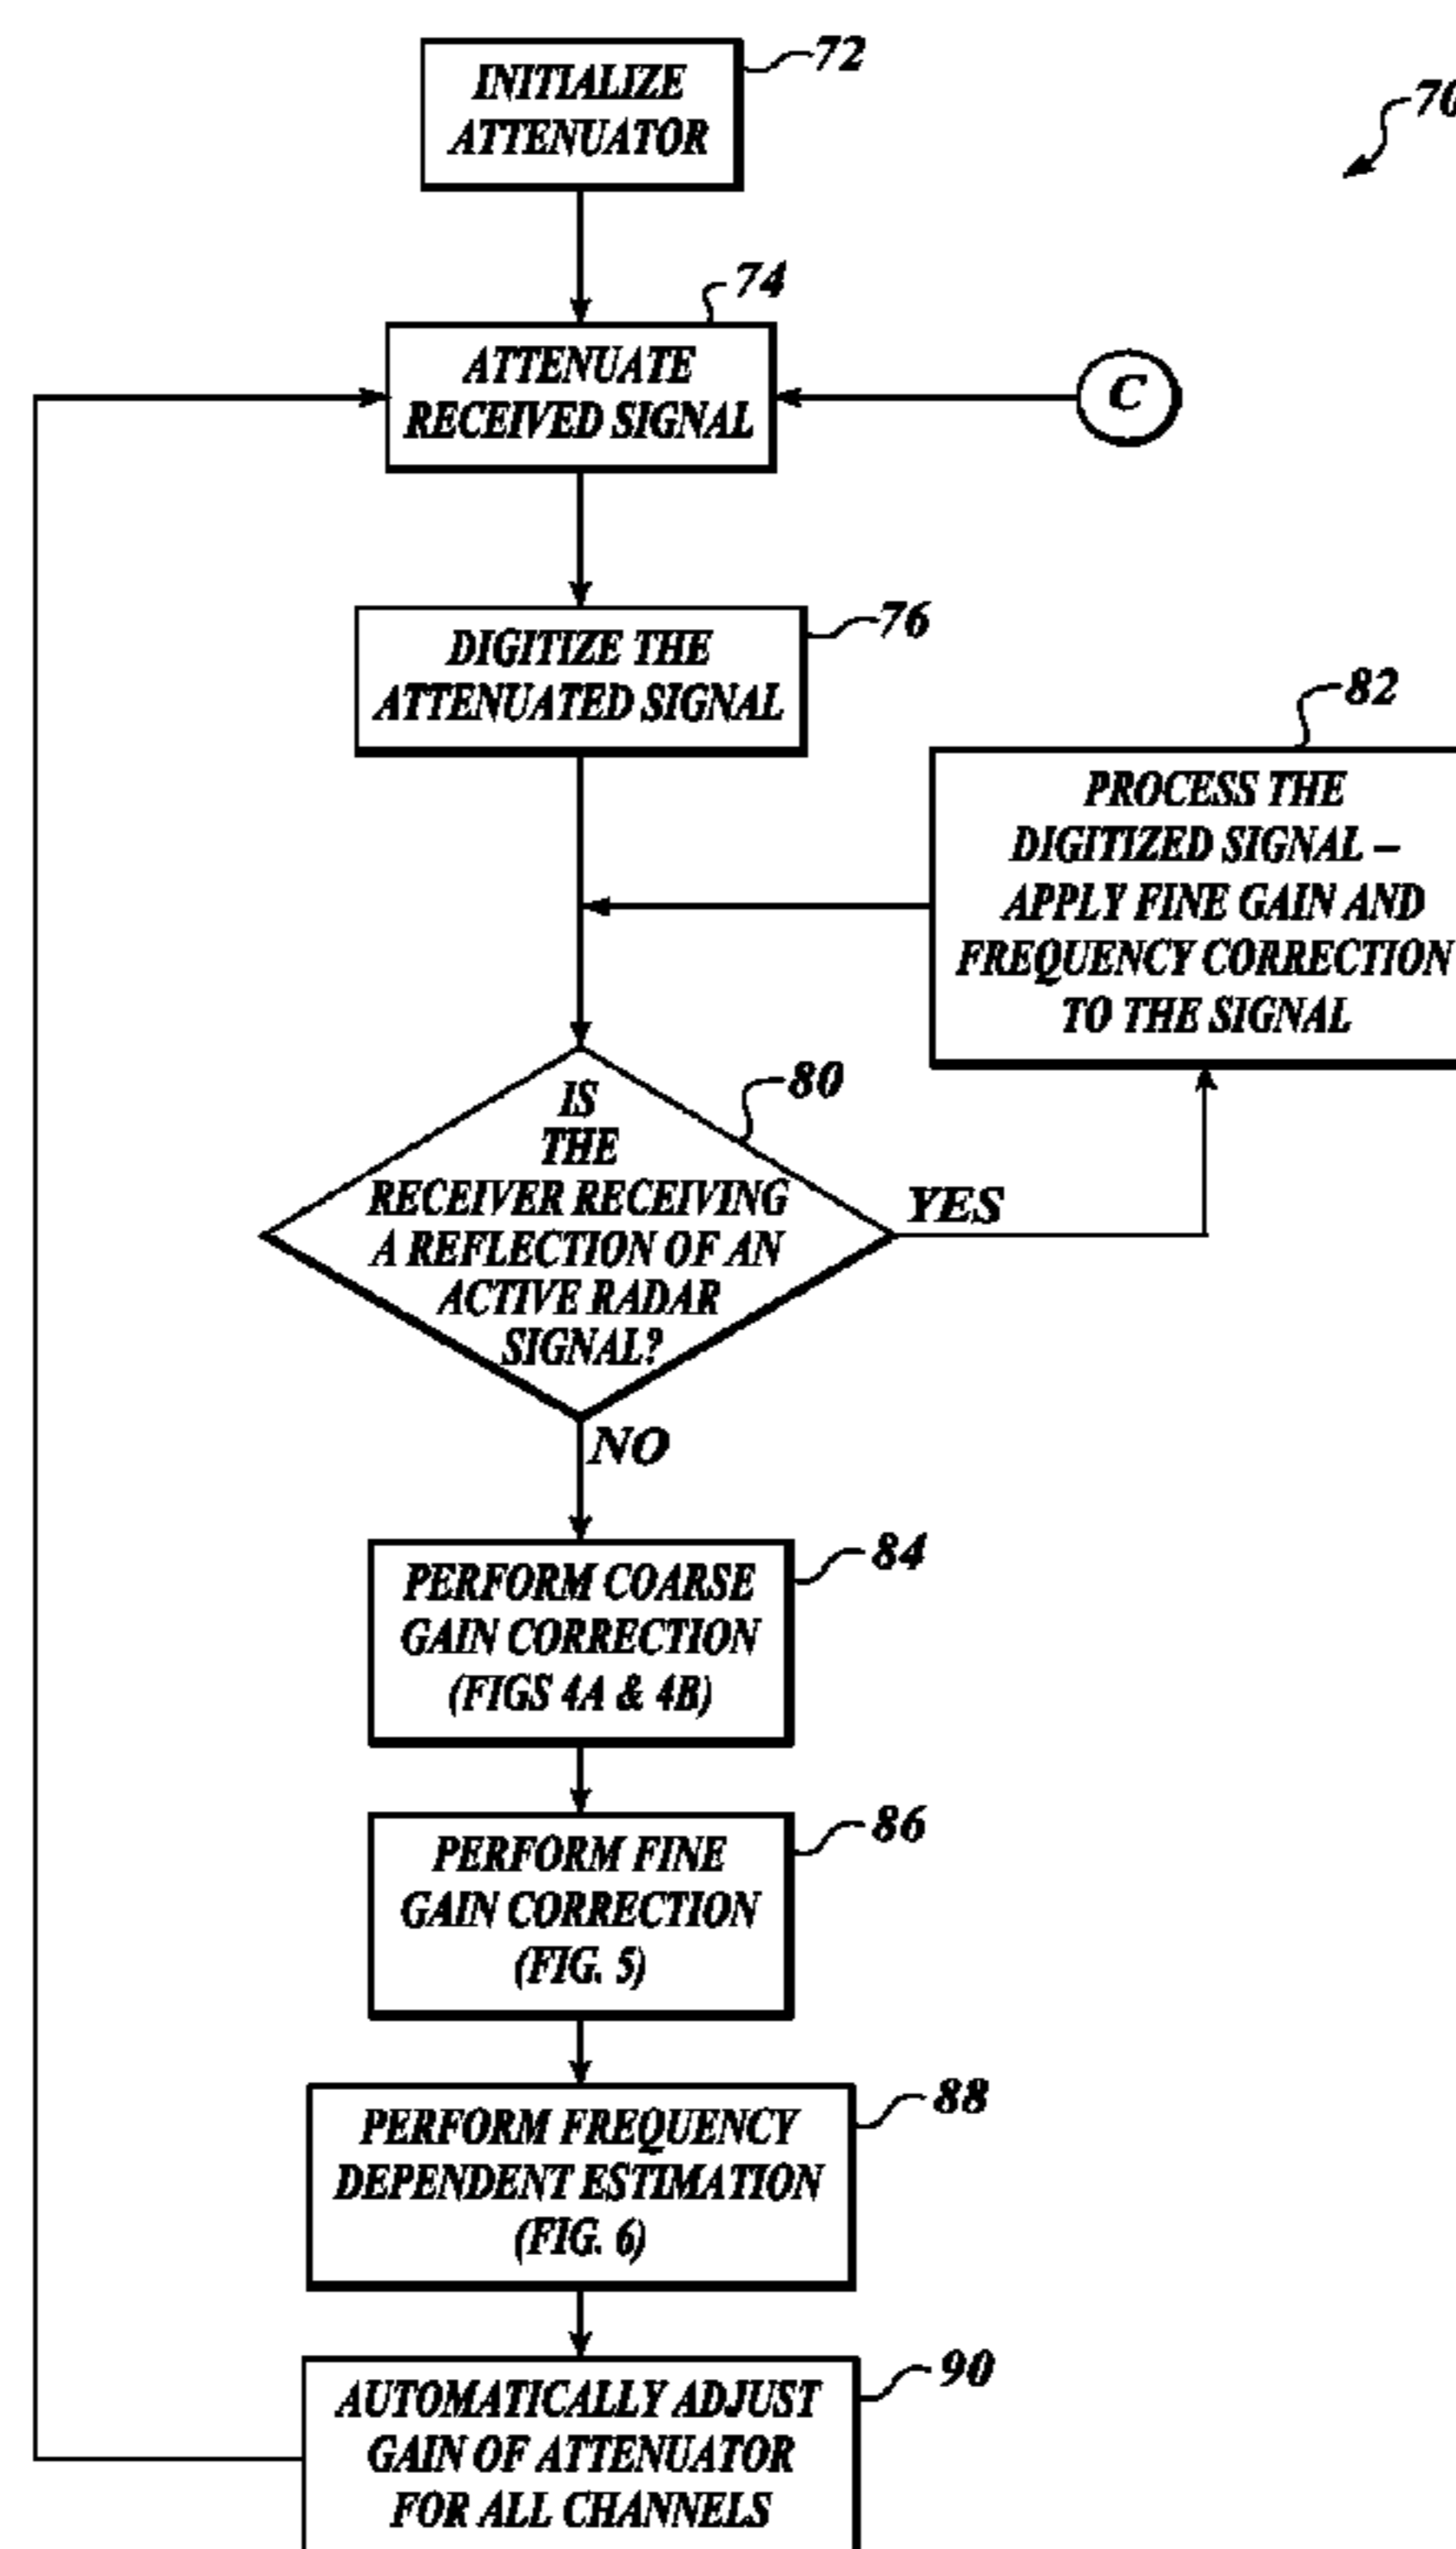 72
INITIALIZE
ATTENUATOR
70
74
ATTENUATE
RECEIVED SIGNAL
C
76
DIGITIZE THE
ATTENUATED SIGNAL
82
PROCESS THE
DIGITIZED SIGNAL –
APPLY FINE GAIN AND
FREQUENCY CORRECTION
TO THE SIGNAL
80
IS
THE
RECEIVER RECEIVING
A REFLECTION OF AN
ACTIVE RADAR
SIGNAL?
YES
NO
84
PERFORM COARSE
GAIN CORRECTION
(FIGS 4A & 4B)
86
PERFORM FINE
GAIN CORRECTION
(FIG. 5)
88
PERFORM FREQUENCY
DEPENDENT ESTIMATION
(FIG. 6)
90
AUTOMATICALLY ADJUST
GAIN OF ATTENUATOR
FOR ALL CHANNELS